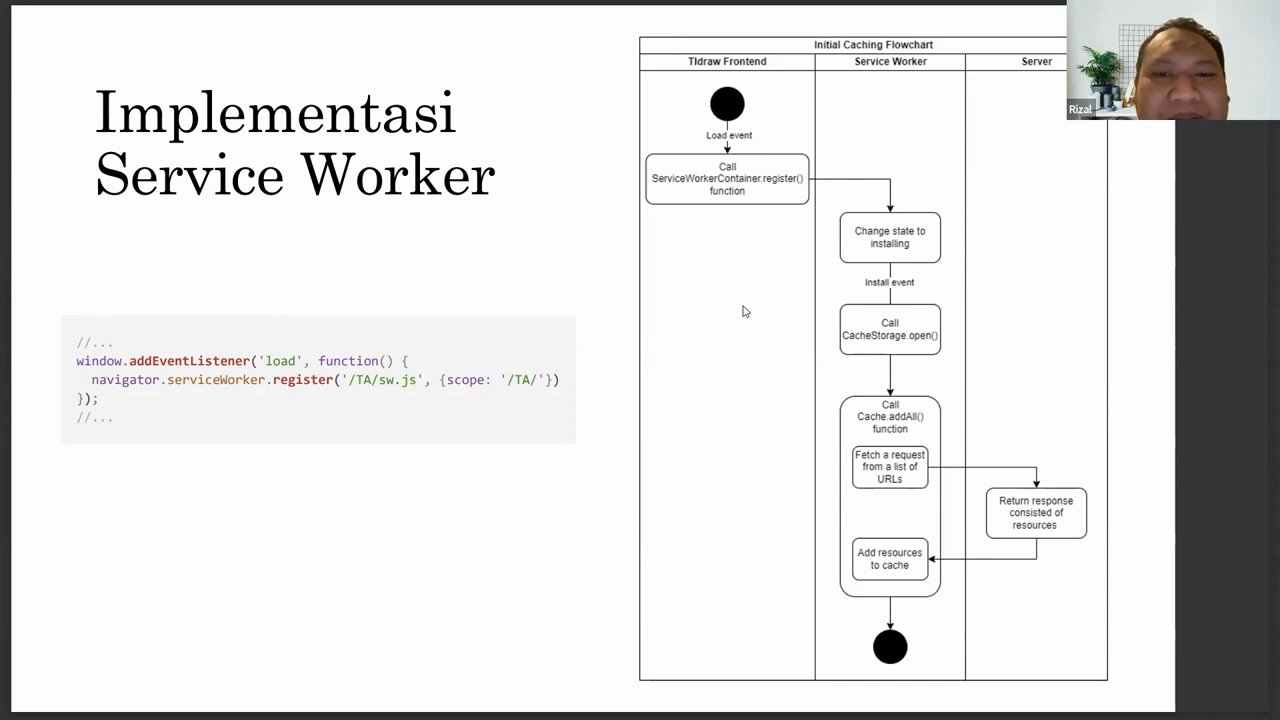 Implementasi
Service Worker
//...
window.addEventListener('load', function() {
  navigator.serviceWorker.register('/TA/sw.js', {scope: '/TA/'})
});
//...
Initial Caching Flowchart
Tldraw Frontend
Service Worker
Server
Load event
Call
ServiceWorkerContainer.register()
function
Change state to
installing
Install event
Call
CacheStorage.open()
Call
Cache.addAll()
function
Fetch a request
from a list of
URLs
Return response
consisted of
resources
Add resources
to cache
Rizal